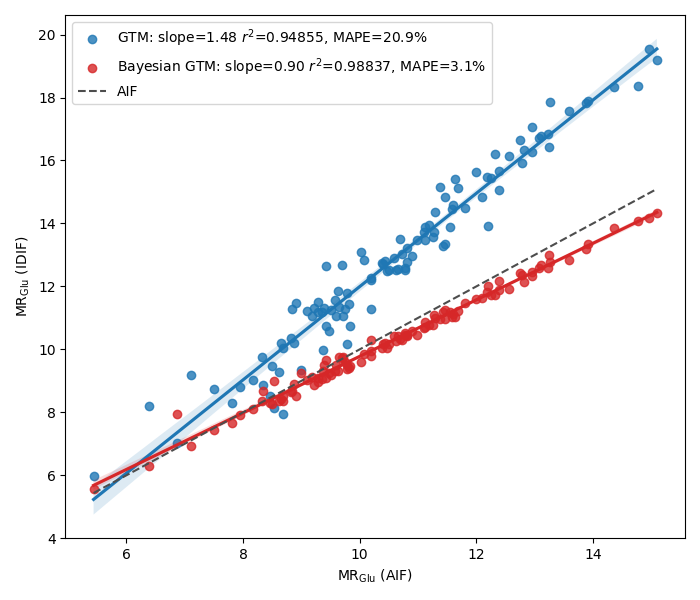 GTM: slope=1.48 r²=0.94855, MAPE=20.9%
Bayesian GTM: slope=0.90 r²=0.98837, MAPE=3.1%
AIF
20
18
16
14
12
10
8
6
4
MR_Glu (IDIF)
6 8 10 12 14
MR_Glu (AIF)